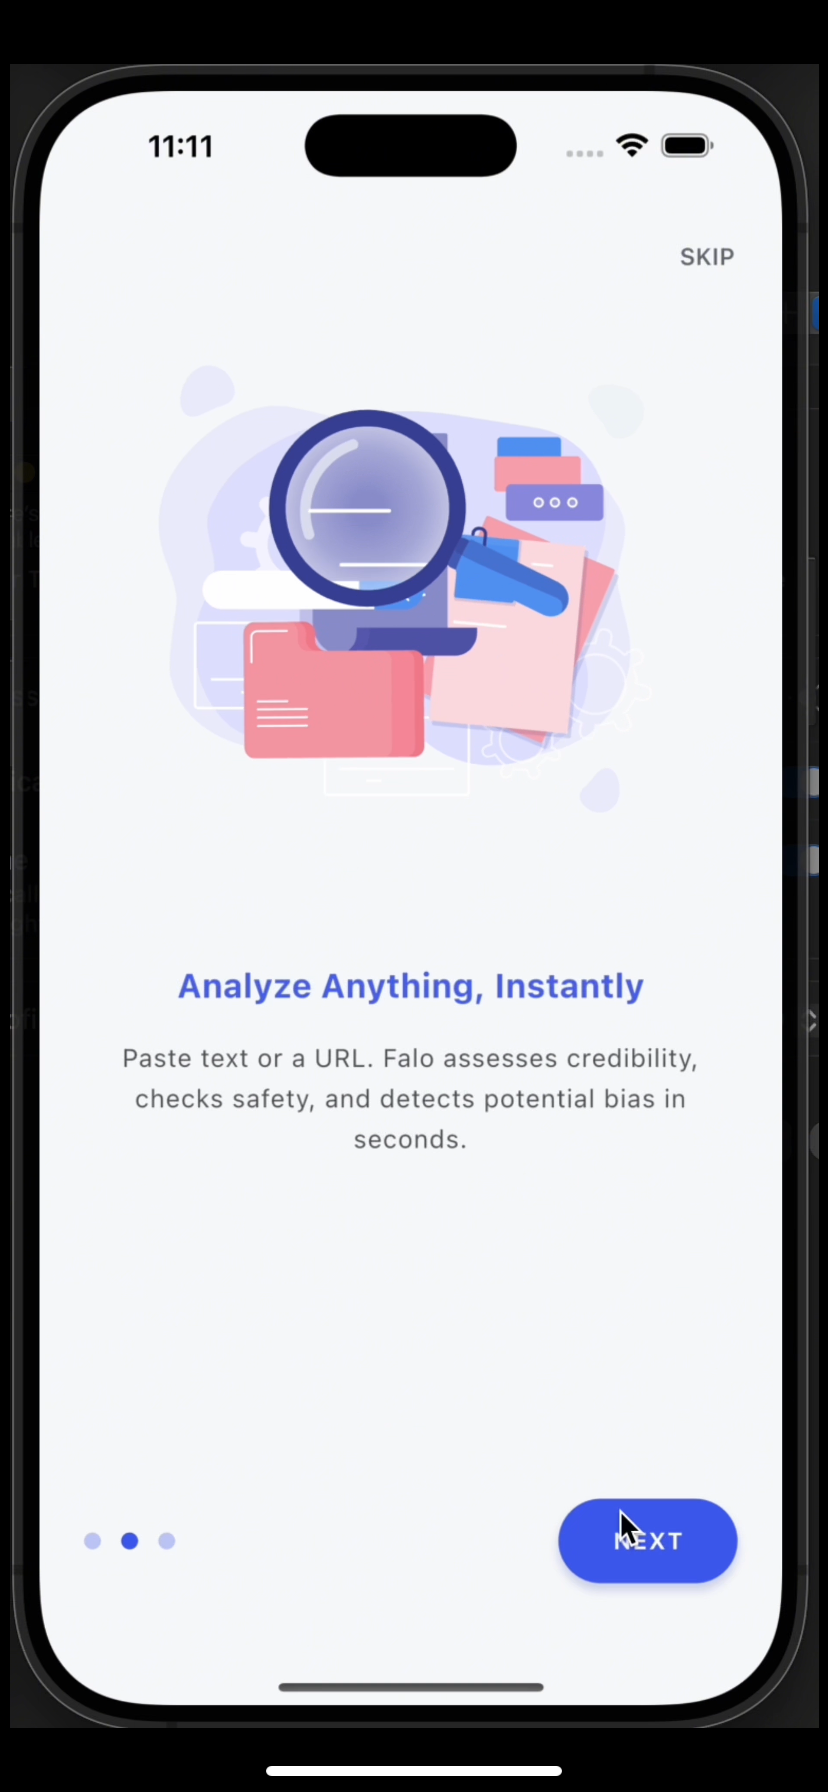 11:11
SKIP
Analyze Anything, Instantly
Paste text or a URL. Falo assesses credibility,
checks safety, and detects potential bias in
seconds.
NEXT